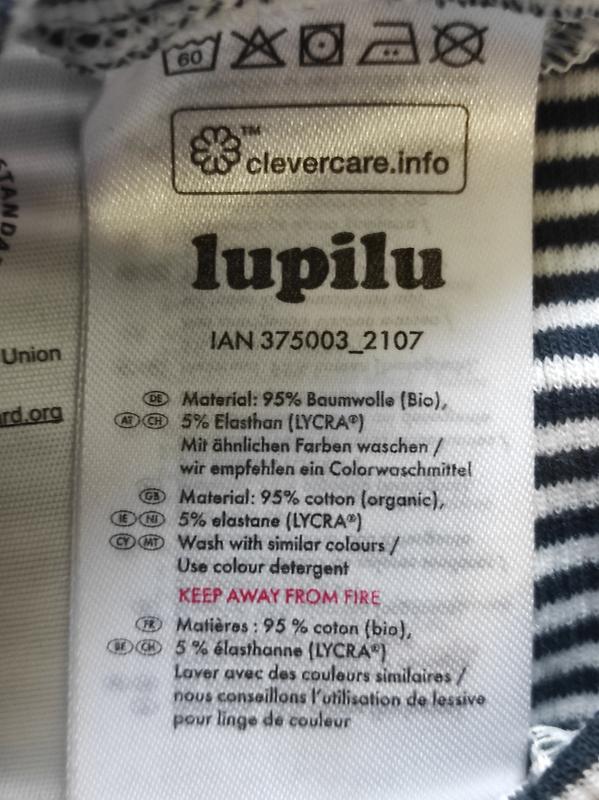 60
™
clevercare.info
lupilu
IAN 375003_2107
DE Material: 95% Baumwolle (Bio),
AT CH 5% Elasthan (LYCRA®)
Mit ähnlichen Farben waschen /
wir empfehlen ein Colorwaschmittel
GB Material: 95% cotton (organic),
IE NI 5% elastane (LYCRA®)
CY MT Wash with similar colours /
Use colour detergent
KEEP AWAY FROM FIRE
FR Matières : 95 % coton (bio),
BE CH 5 % élasthanne (LYCRA®)
Laver avec des couleurs similaires /
nous conseillons l'utilisation de lessive
pour linge de couleur
Union
rd.org